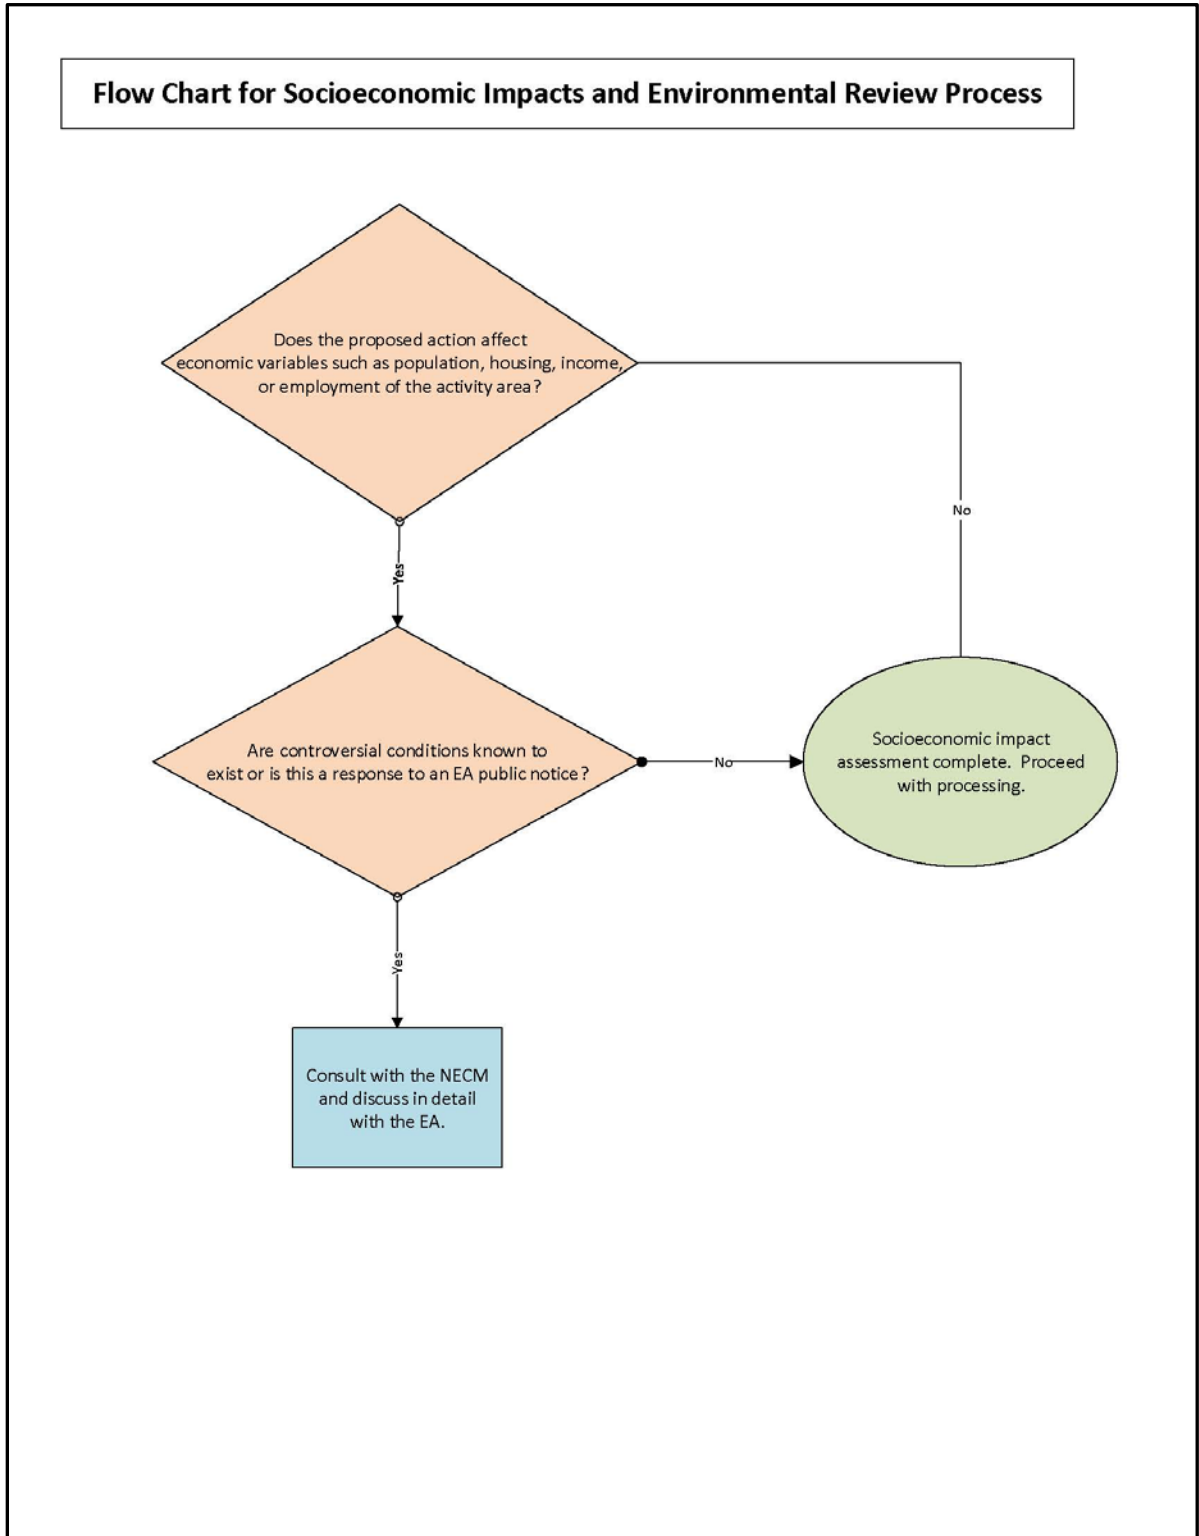 Flow Chart for Socioeconomic Impacts and Environmental Review Process
Does the proposed action affect
economic variables such as population, housing, income,
or employment of the activity area?
No
Yes
Are controversial conditions known to
exist or is this a response to an EA public notice?
No
Socioeconomic impact
assessment complete.  Proceed
with processing.
Yes
Consult with the NECM
and discuss in detail
with the EA.